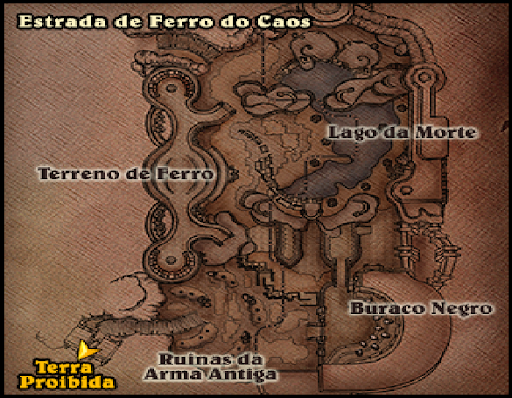 Estrada de Ferro do Caos
Lago da Morte
Terreno de Ferro
Buraco Negro
Ruinas da
Arma Antiga
Terra
Proibida